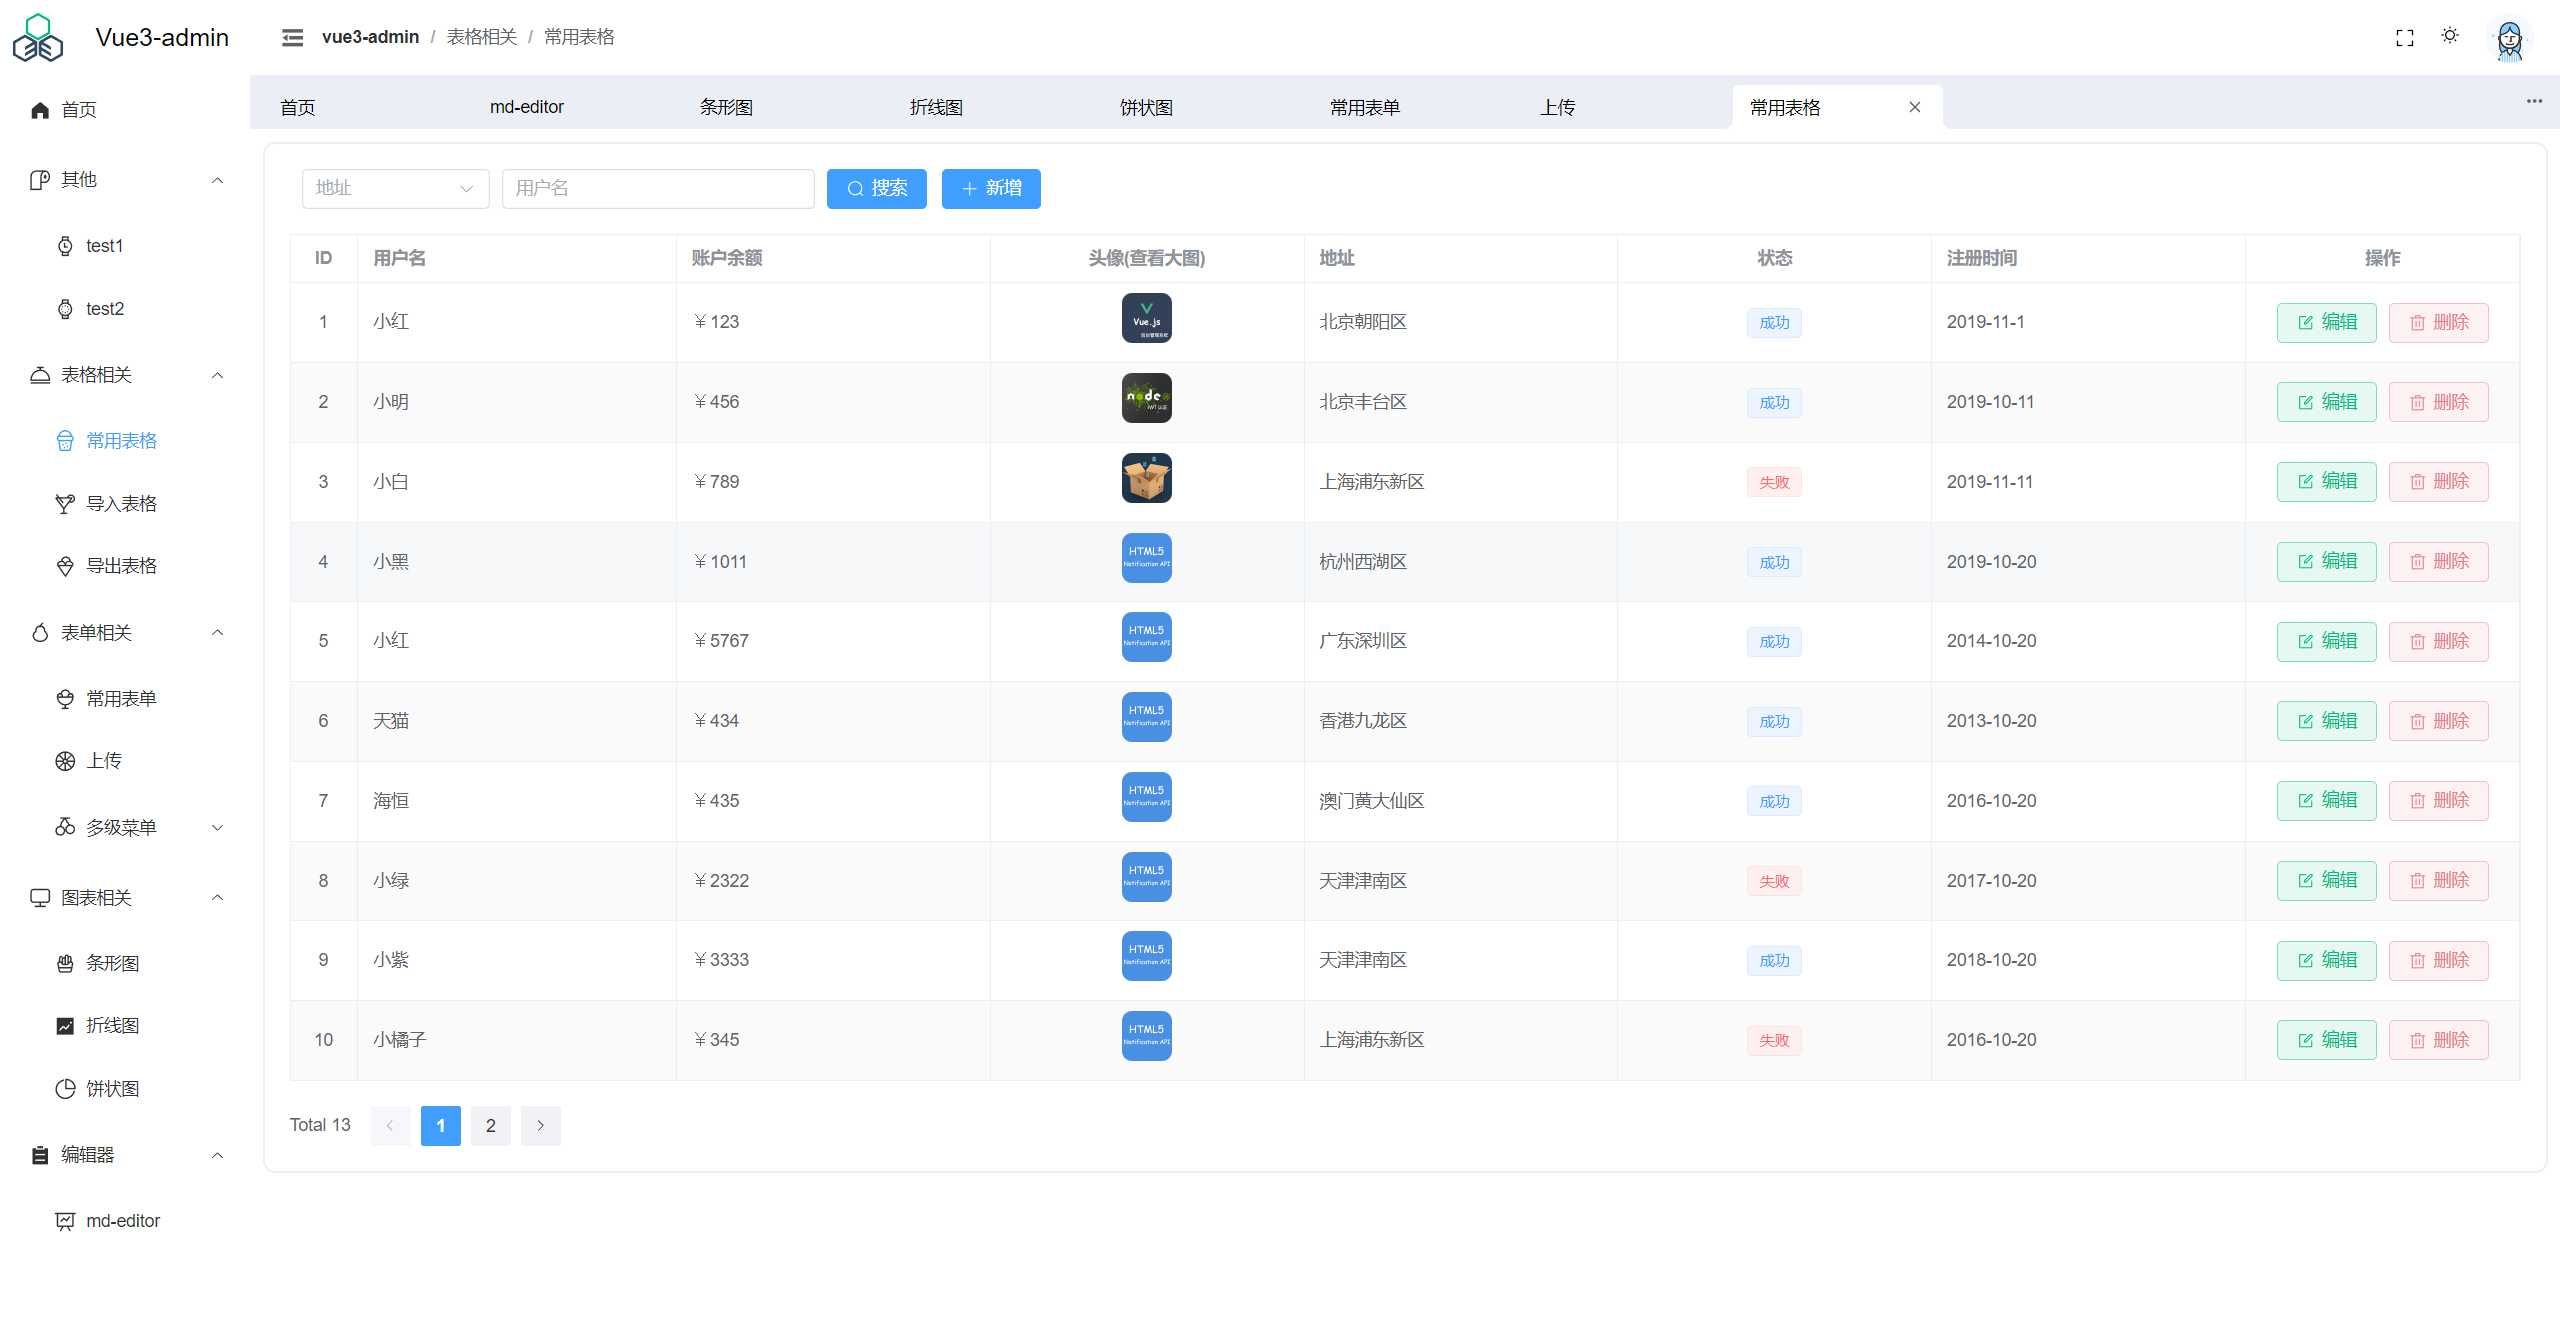 Vue3-admin
vue3-admin / 表格相关 / 常用表格
首页 md-editor 条形图 折线图 饼状图 常用表单 上传 常用表格
首页
其他
test1
test2
表格相关
常用表格
导入表格
导出表格
表单相关
常用表单
上传
多级菜单
图表相关
条形图
折线图
饼状图
编辑器
md-editor
地址 用户名 搜索 新增
ID 用户名 账户余额 头像(查看大图) 地址 状态 注册时间 操作
1 小红 ￥123 Vue.js 后台管理系统 北京朝阳区 成功 2019-11-1 编辑 删除
2 小明 ￥456 node JWT 认证 北京丰台区 成功 2019-10-11 编辑 删除
3 小白 ￥789 上海浦东新区 失败 2019-11-11 编辑 删除
4 小黑 ￥1011 HTML5 Notification API 杭州西湖区 成功 2019-10-20 编辑 删除
5 小红 ￥5767 HTML5 Notification API 广东深圳区 成功 2014-10-20 编辑 删除
6 天猫 ￥434 HTML5 Notification API 香港九龙区 成功 2013-10-20 编辑 删除
7 海恒 ￥435 HTML5 Notification API 澳门黄大仙区 成功 2016-10-20 编辑 删除
8 小绿 ￥2322 HTML5 Notification API 天津津南区 失败 2017-10-20 编辑 删除
9 小紫 ￥3333 HTML5 Notification API 天津津南区 成功 2018-10-20 编辑 删除
10 小橘子 ￥345 HTML5 Notification API 上海浦东新区 失败 2016-10-20 编辑 删除
Total 13 1 2